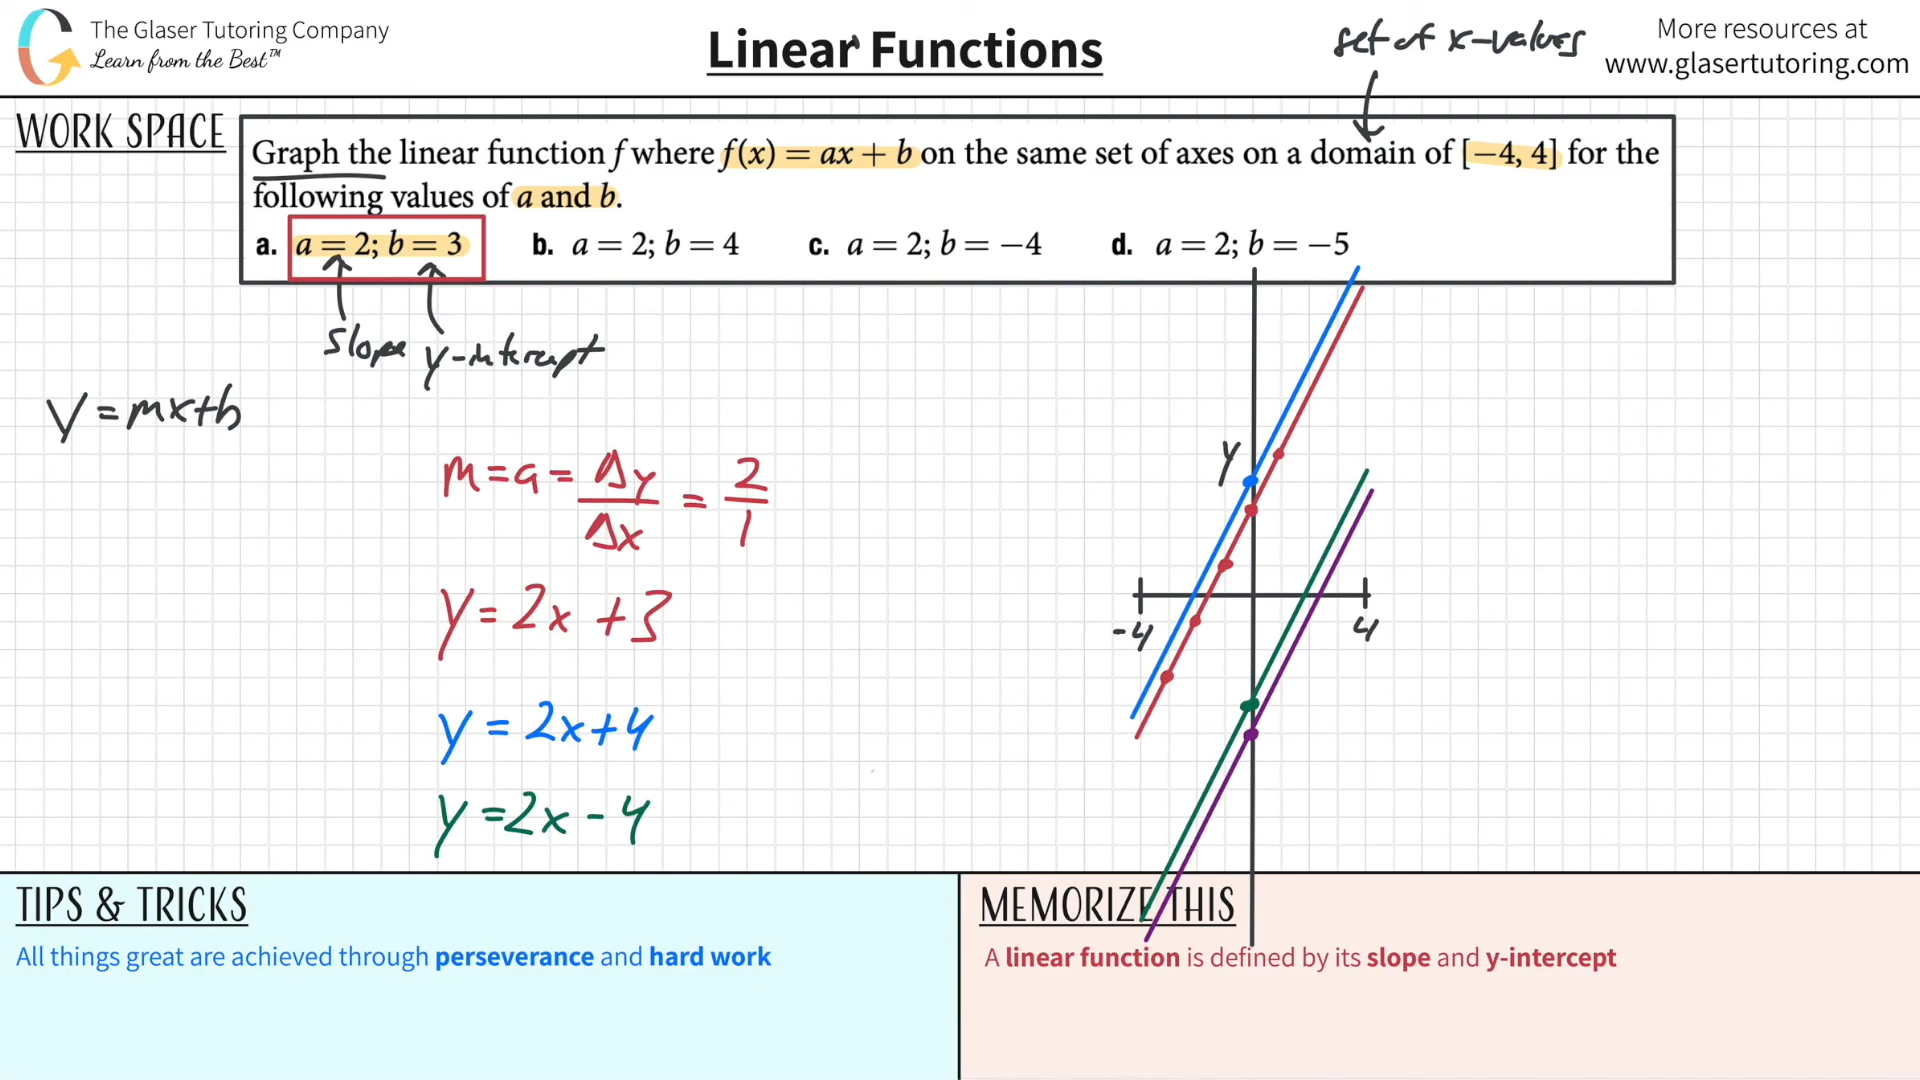 The Glaser Tutoring Company
Learn from the Best™
Linear Functions
set of x-values
More resources at
www.glasertutoring.com
WORK SPACE
Graph the linear function f where f(x) = ax + b on the same set of axes on a domain of [−4, 4] for the
following values of a and b.
a. a = 2; b = 3 b. a = 2; b = 4 c. a = 2; b = −4 d. a = 2; b = −5
slope y-intercept
y = mx+b
m = a = Δy/Δx = 2/1
y = 2x + 3
y = 2x+4
y = 2x - 4
y
-4 4
TIPS & TRICKS
All things great are achieved through perseverance and hard work
MEMORIZE THIS
A linear function is defined by its slope and y-intercept